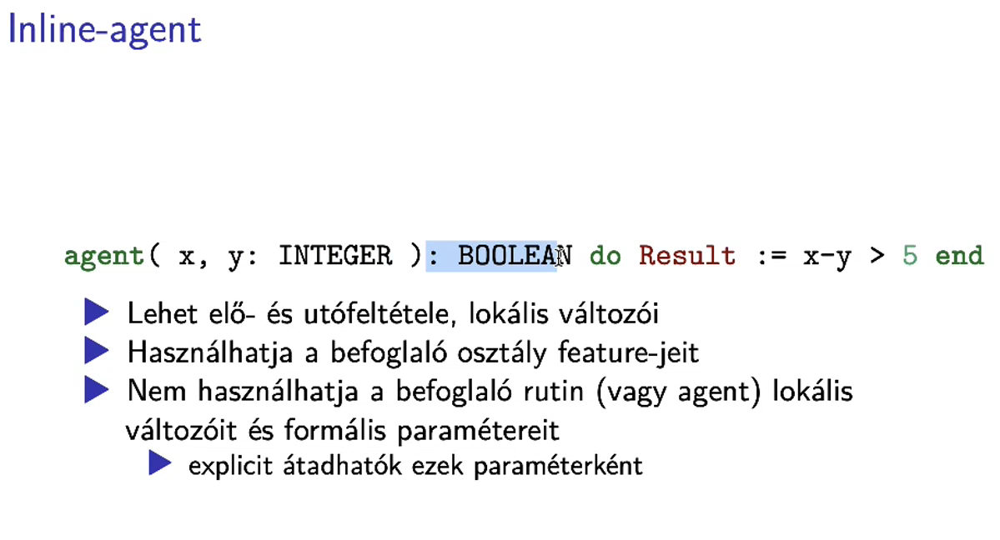 Inline-agent
agent( x, y: INTEGER ): BOOLEAN do Result := x-y > 5 end
▶ Lehet elő- és utófeltétele, lokális változói
▶ Használhatja a befoglaló osztály feature-jeit
▶ Nem használhatja a befoglaló rutin (vagy agent) lokális
változóit és formális paramétereit
▶ explicit átadhatók ezek paraméterként